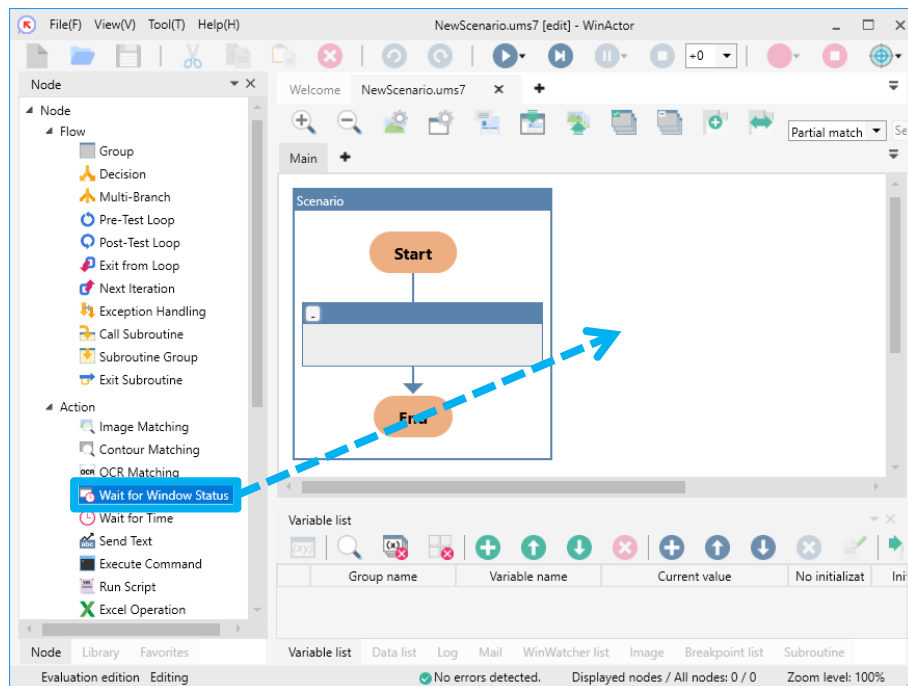 File(F) View(V) Tool(T) Help(H) NewScenario.ums7 [edit] - WinActor
+0
Node
Node
Flow
Group
Decision
Multi-Branch
Pre-Test Loop
Post-Test Loop
Exit from Loop
Next Iteration
Exception Handling
Call Subroutine
Subroutine Group
Exit Subroutine
Action
Image Matching
Contour Matching
OCR OCR Matching
Wait for Window Status
Wait for Time
Send Text
Execute Command
Run Script
Excel Operation
Node Library Favorites
Welcome NewScenario.ums7
Partial match Se
Main
Scenario
Start
End
Variable list
Group name Variable name Current value No initializat Ini
Variable list Data list Log Mail WinWatcher list Image Breakpoint list Subroutine
Evaluation edition Editing No errors detected. Displayed nodes / All nodes: 0 / 0 Zoom level: 100%